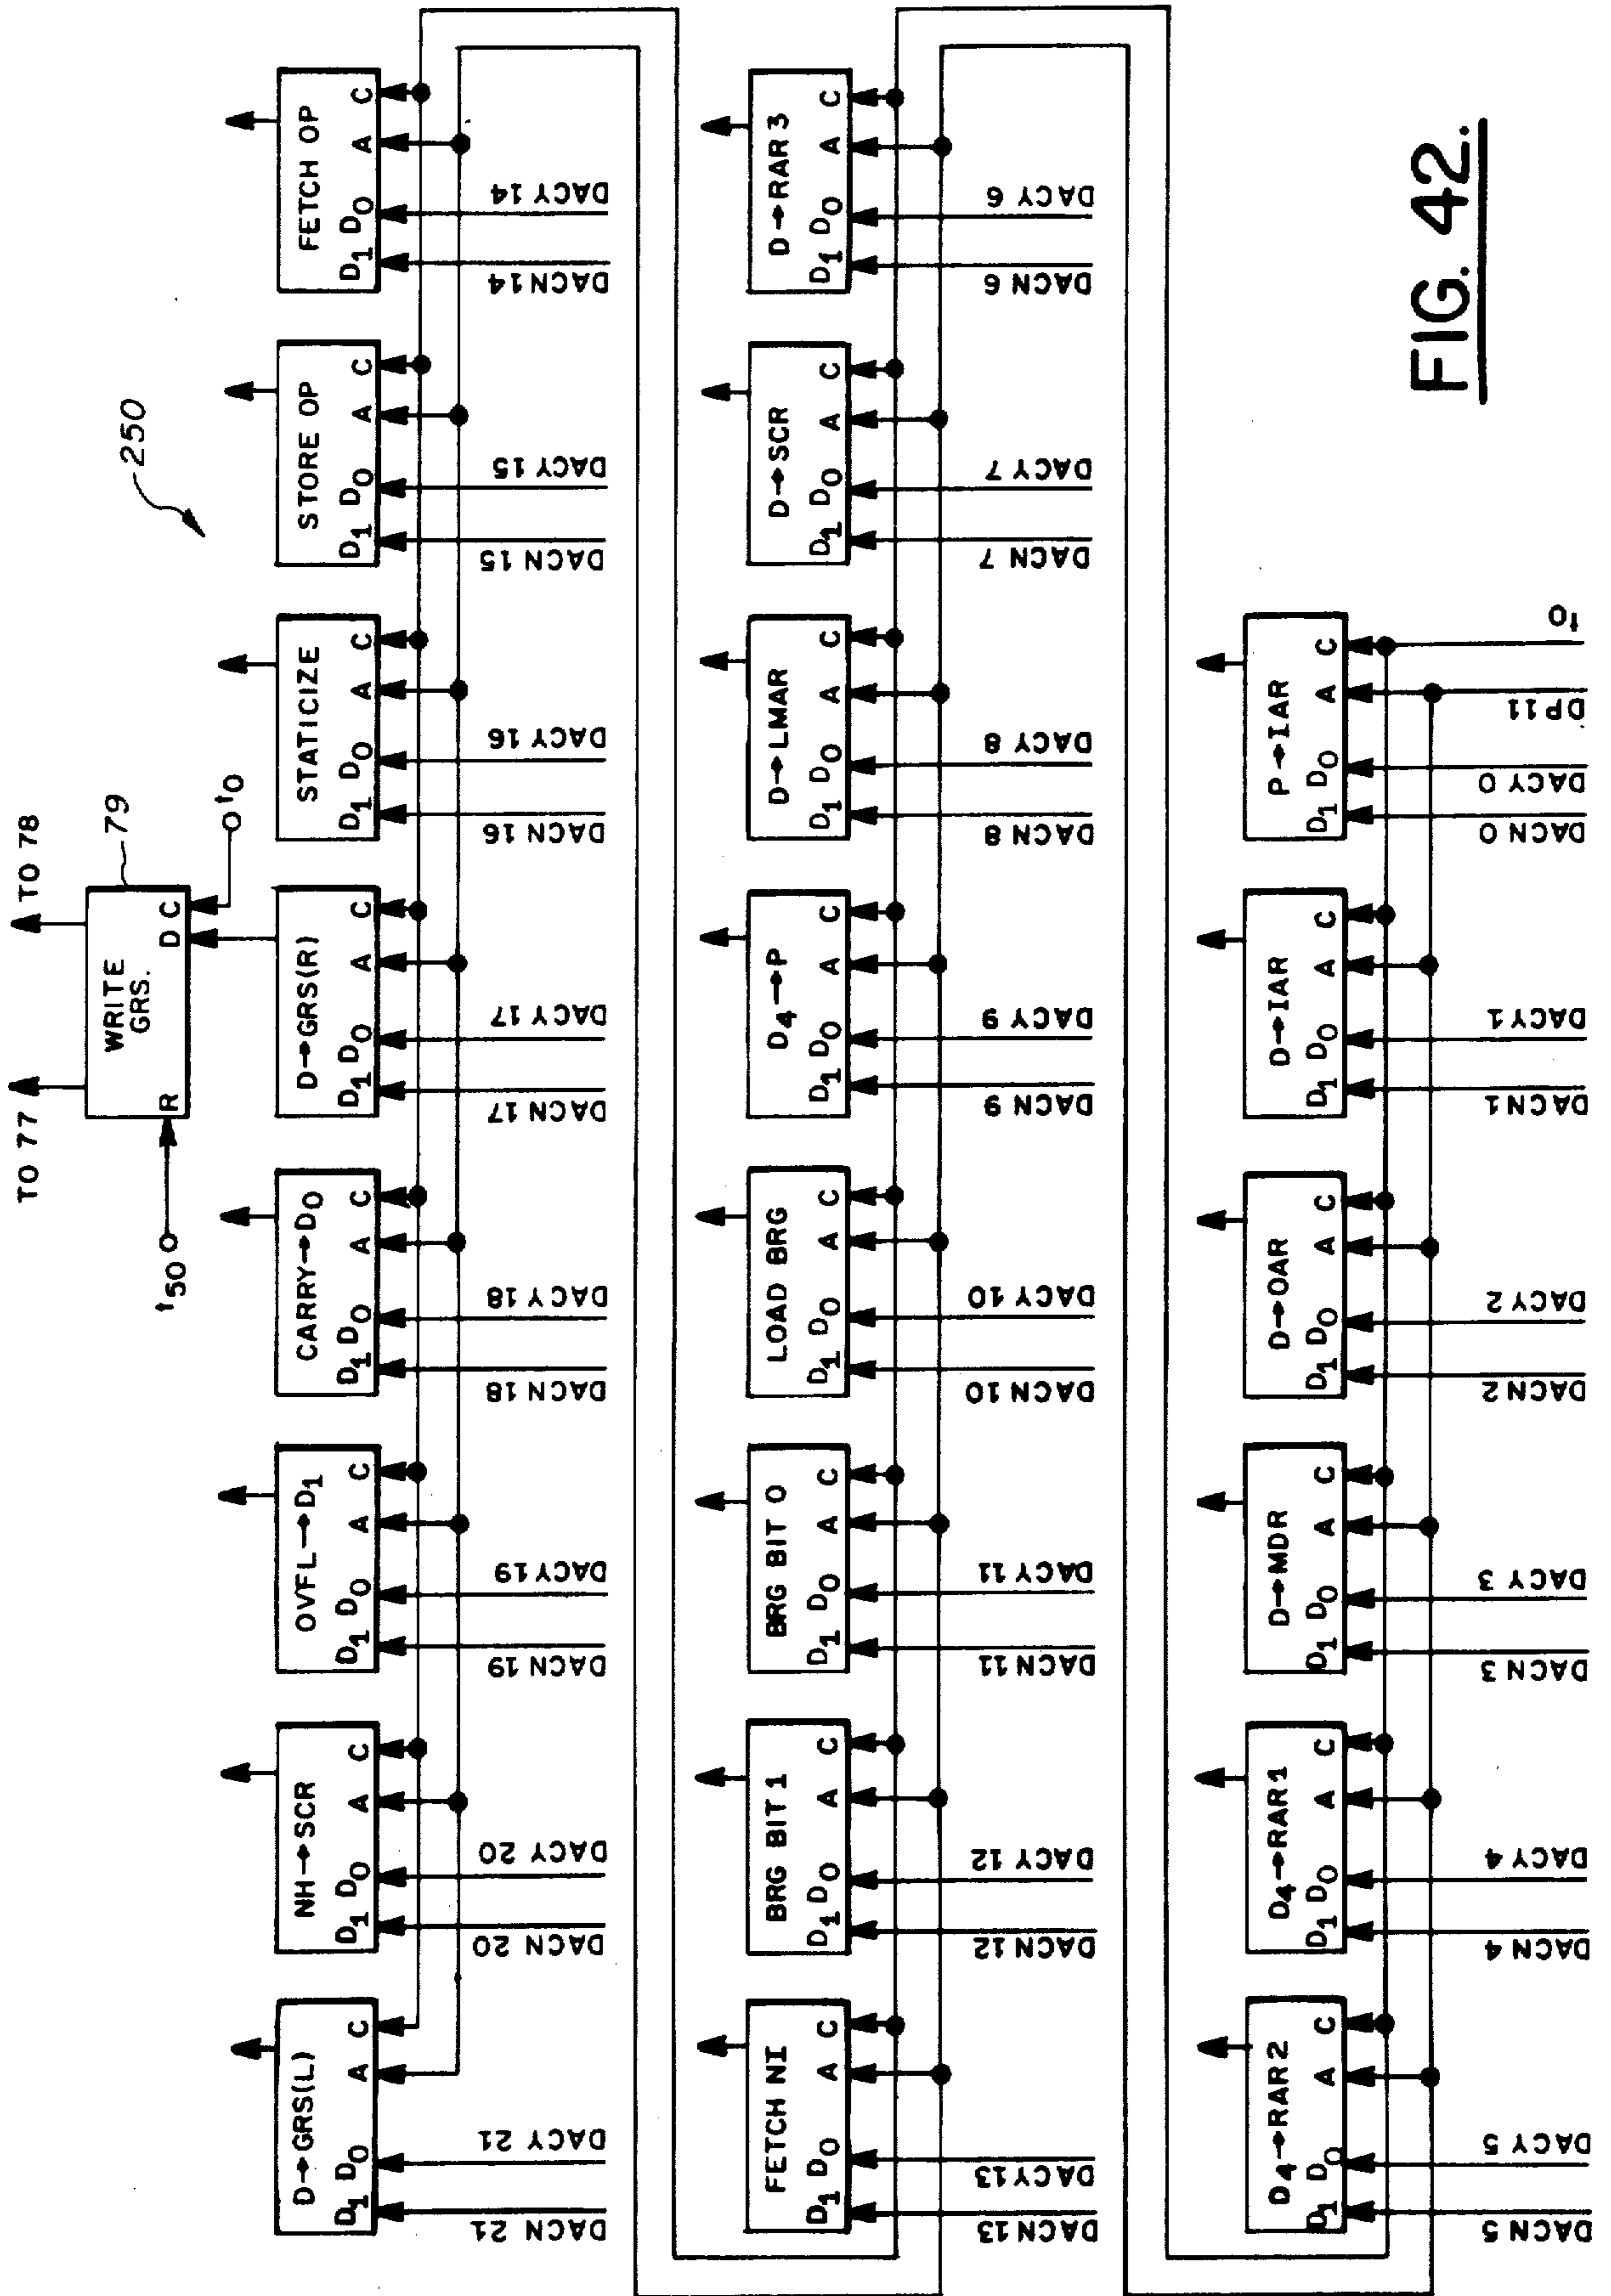 TO 77
TO 78
WRITE
GRS.
79
R
D C
t50
t0
250
D→GRS(L)
D1 D0 A C
DACN 21
DACY 21
NH→SCR
D1 D0 A C
DACN 20
DACY 20
OVFL→D1
D1 D0 A C
DACN 19
DACY 19
CARRY→D0
D1 D0 A C
DACN 18
DACY 18
D→GRS(R)
D1 D0 A C
DACN 17
DACY 17
STATICIZE
D1 D0 A C
DACN 16
DACY 16
STORE OP
D1 D0 A C
DACN 15
DACY 15
FETCH OP
D1 D0 A C
DACN 14
DACY 14
FETCH NI
D1 D0 A C
DACN 13
DACY 13
BRG BIT 1
D1 D0 A C
DACN 12
DACY 12
BRG BIT 0
D1 D0 A C
DACN 11
DACY 11
LOAD BRG
D1 D0 A C
DACN 10
DACY 10
D4→P
D1 D0 A C
DACN 9
DACY 9
D→LMAR
D1 D0 A C
DACN 8
DACY 8
D→SCR
D1 D0 A C
DACN 7
DACY 7
D→RAR 3
D1 D0 A C
DACN 6
DACY 6
D4→RAR 2
D1 D0 A C
DACN 5
DACY 5
D4→RAR 1
D1 D0 A C
DACN 4
DACY 4
D→MDR
D1 D0 A C
DACN 3
DACY 3
D→OAR
D1 D0 A C
DACN 2
DACY 2
D→IAR
D1 D0 A C
DACN 1
DACY 1
P→IAR
D1 D0 A C
DACN 0
DACY 0
DP 11
t0
FIG. 42.